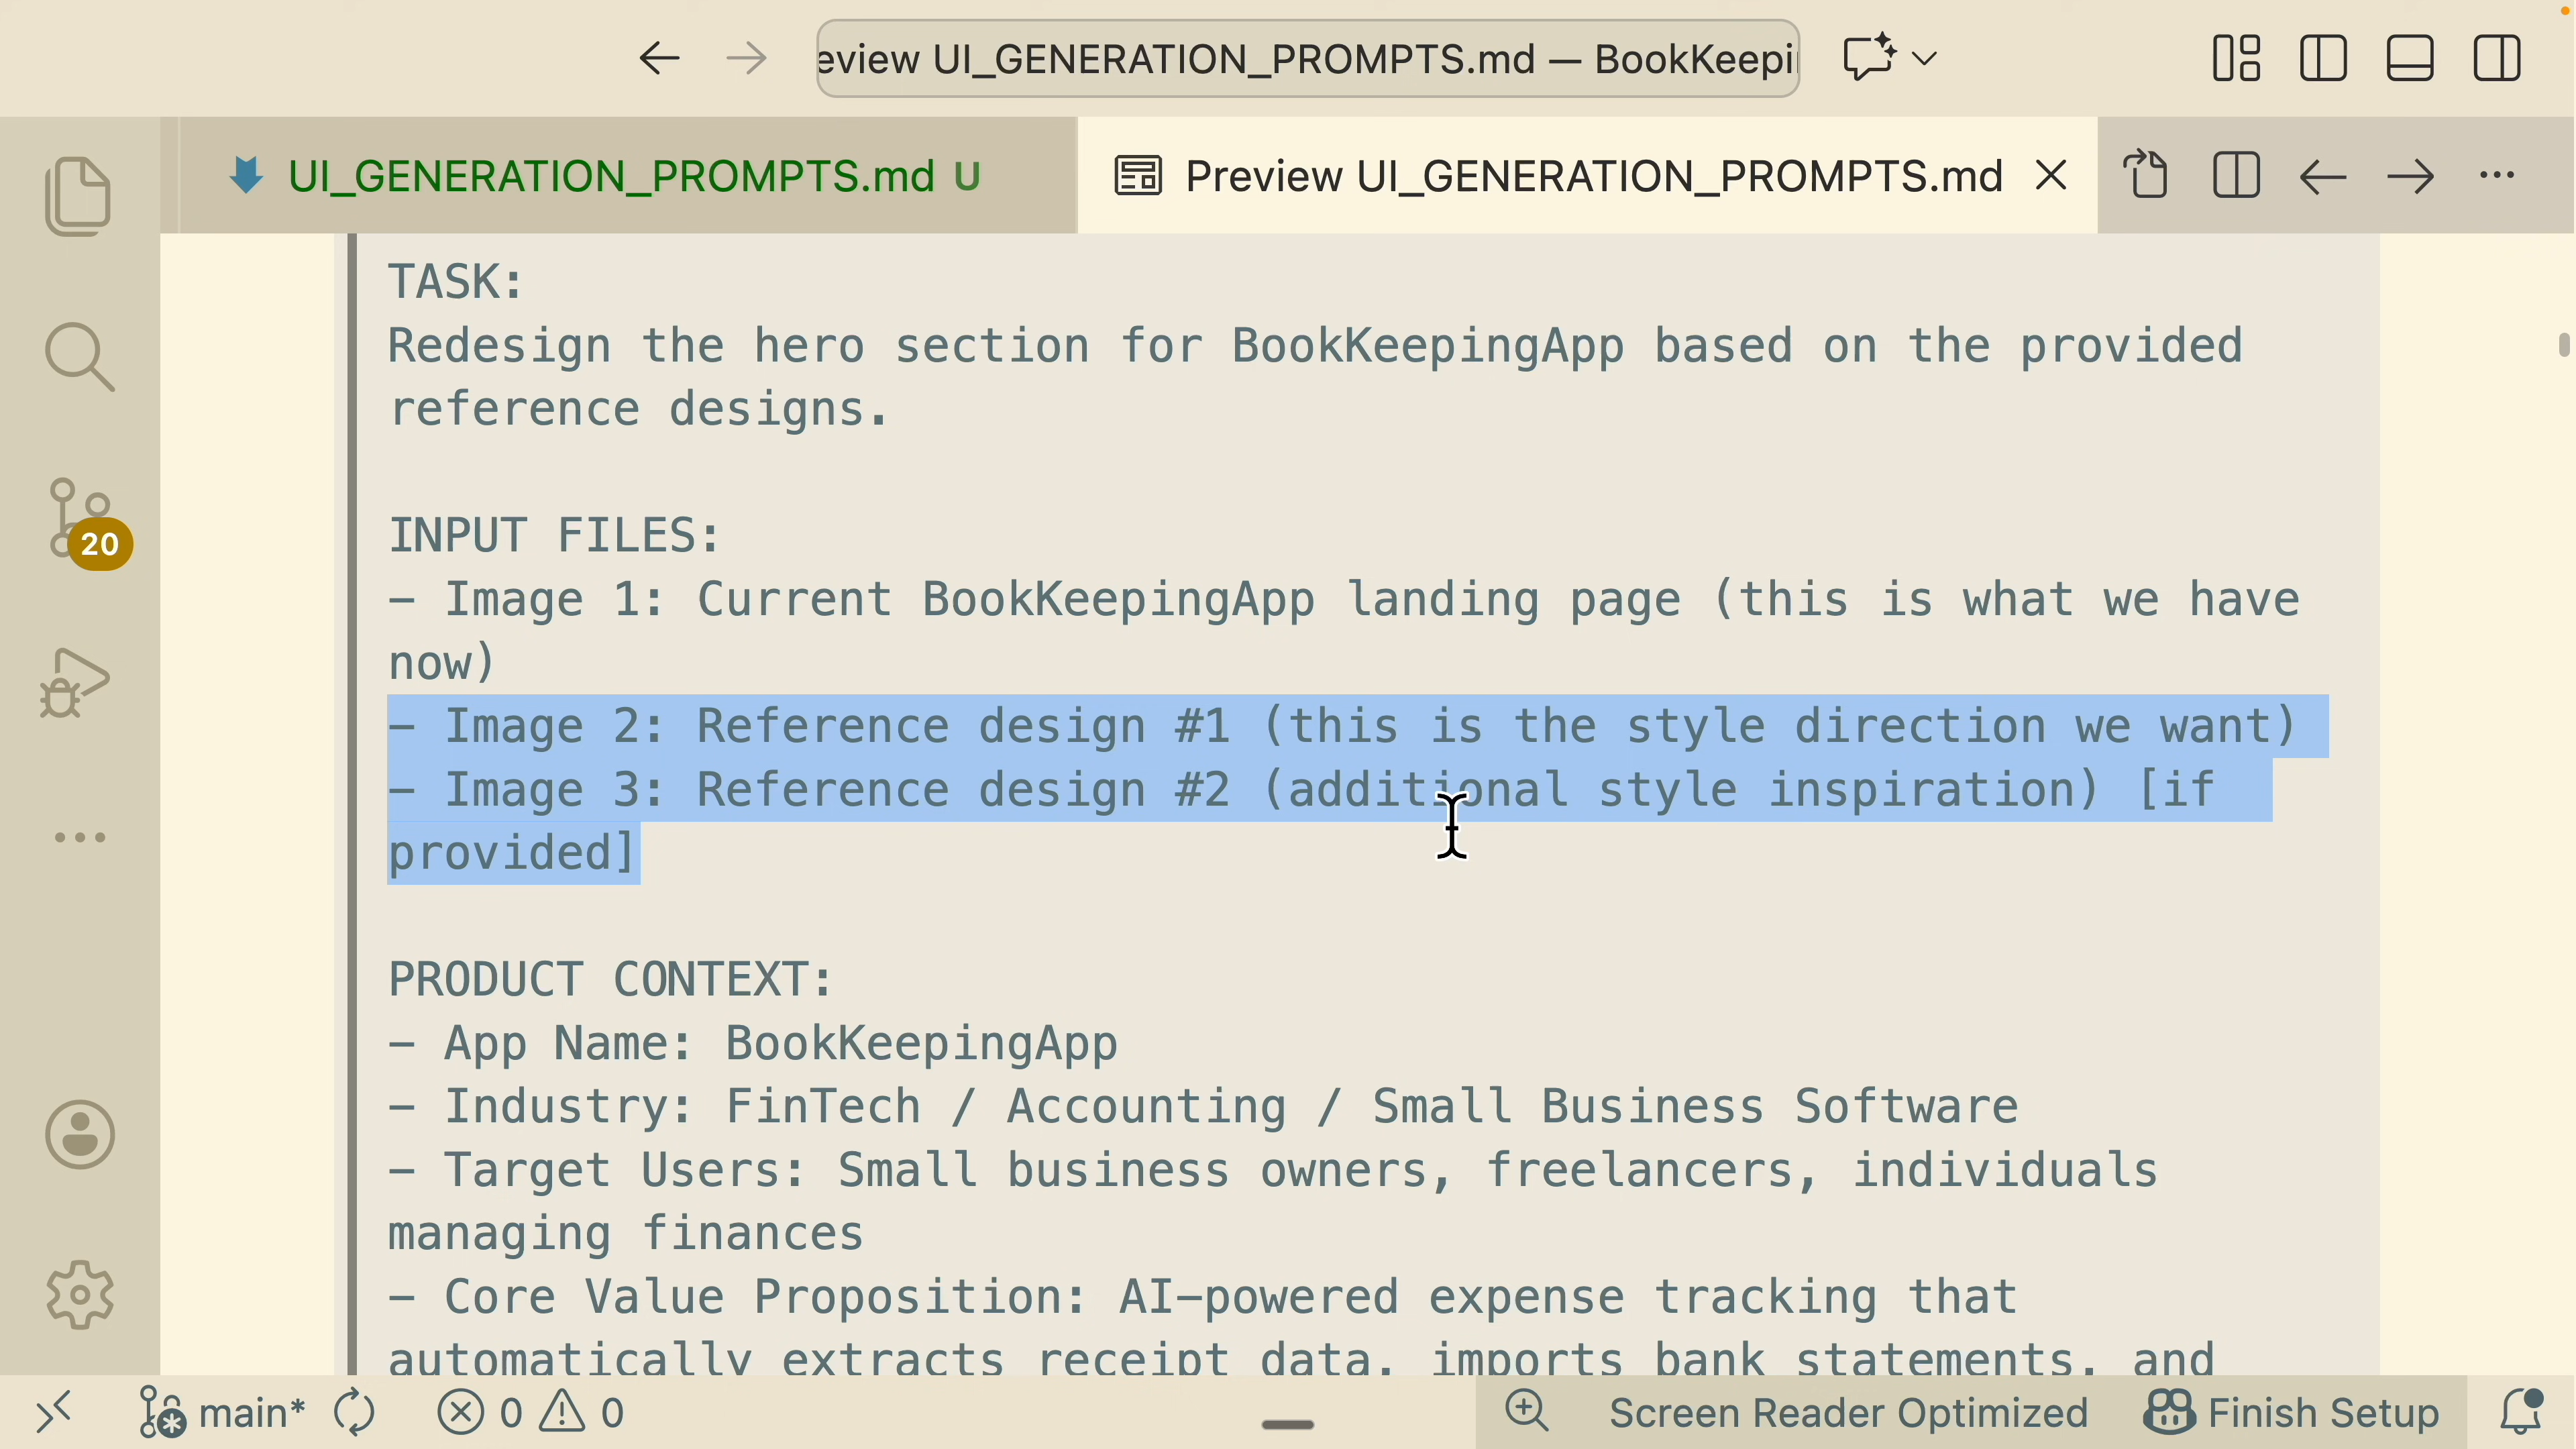 eview UI_GENERATION_PROMPTS.md — BookKeepi
UI_GENERATION_PROMPTS.md U
Preview UI_GENERATION_PROMPTS.md
TASK:
Redesign the hero section for BookKeepingApp based on the provided
reference designs.
INPUT FILES:
– Image 1: Current BookKeepingApp landing page (this is what we have
now)
– Image 2: Reference design #1 (this is the style direction we want)
– Image 3: Reference design #2 (additional style inspiration) [if
provided]
PRODUCT CONTEXT:
– App Name: BookKeepingApp
– Industry: FinTech / Accounting / Small Business Software
– Target Users: Small business owners, freelancers, individuals
managing finances
– Core Value Proposition: AI–powered expense tracking that
automatically extracts receipt data, imports bank statements, and
20
main*
0
0
Screen Reader Optimized
Finish Setup